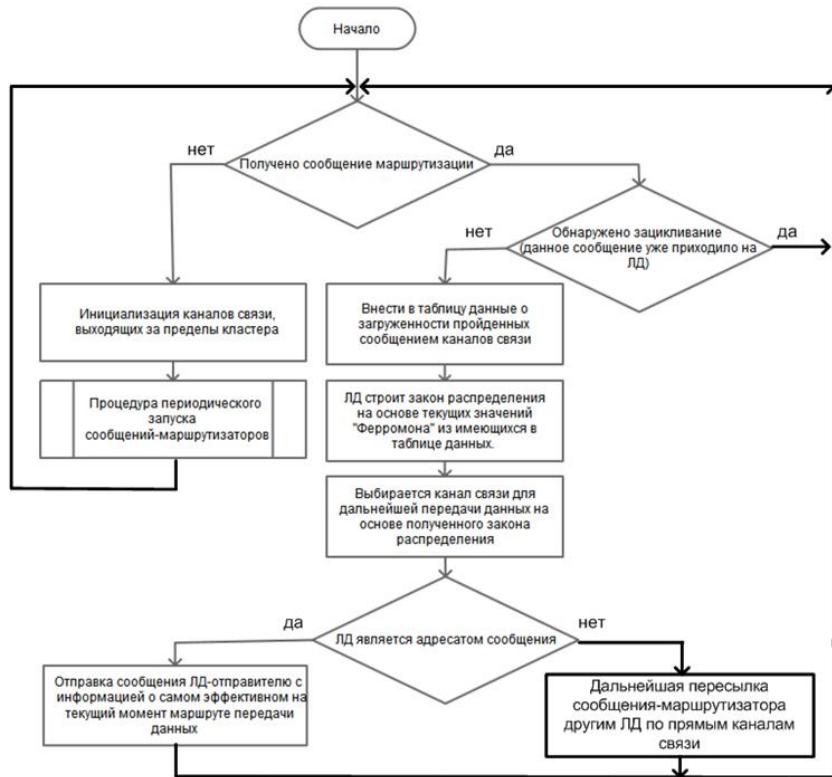 Начало
нет
да
Получено сообщение маршрутизации
нет
да
Обнаружено зацикливание
(данное сообщение уже приходило на
ЛД)
Инициализация каналов связи,
выходящих за пределы кластера
Внести в таблицу данные о
загруженности пройденных
сообщением каналов связи
Процедура периодического
запуска
сообщений-маршрутизаторов
ЛД строит закон распределения
на основе текущих значений
"Ферромона" из имеющихся в
таблице данных.
Выбирается канал связи для
дальнейшей передачи данных на
основе полученного закона
распределения
да
нет
ЛД является адресатом сообщения
Отправка сообщения ЛД-отправителю с
информацией о самом эффективном на
текущий момент маршруте передачи
данных
Дальнейшая пересылка
сообщения-маршрутизатора
другим ЛД по прямым каналам
связи